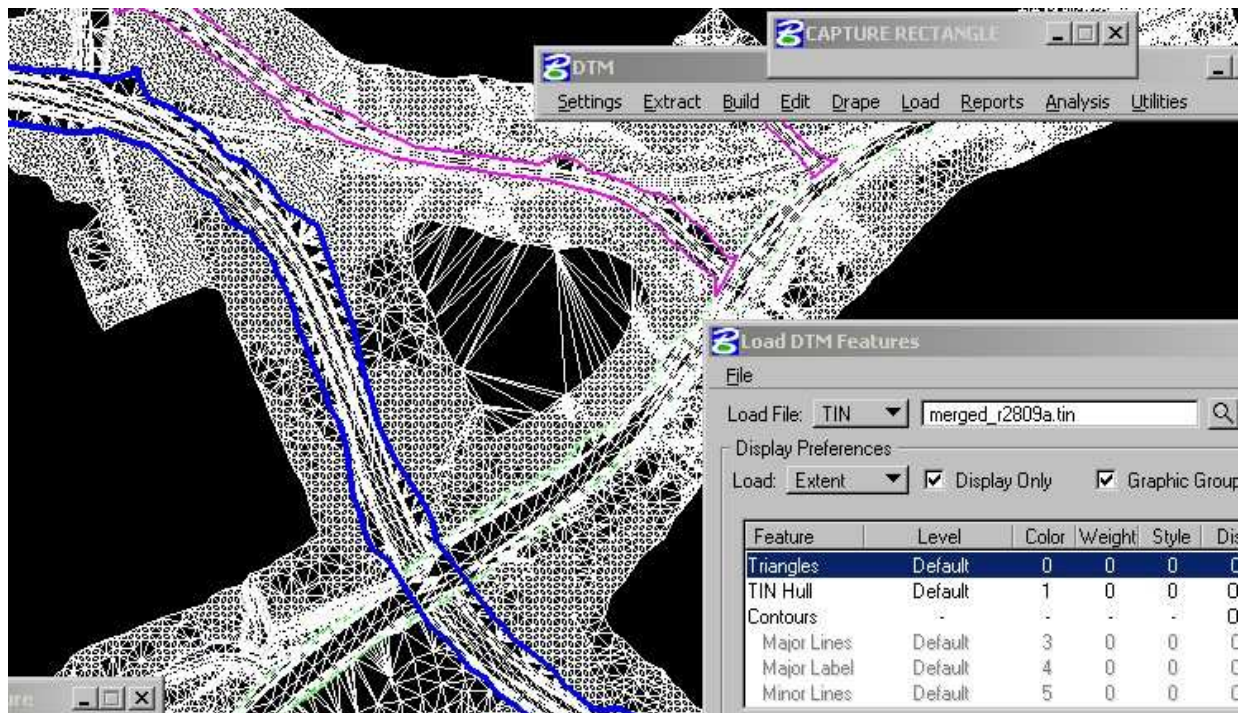 CAPTURE RECTANGLE
DTM
Settings Extract Build Edit Drape Load Reports Analysis Utilities
Load DTM Features
File
Load File: TIN merged_r2809a.tin
Display Preferences
Load: Extent Display Only Graphic Group
Feature Level Color Weight Style Dis
Triangles Default 0 0 0
TIN Hull Default 1 0 0
Contours - - - -
Major Lines Default 3 0 0
Major Label Default 4 0 0
Minor Lines Default 5 0 0